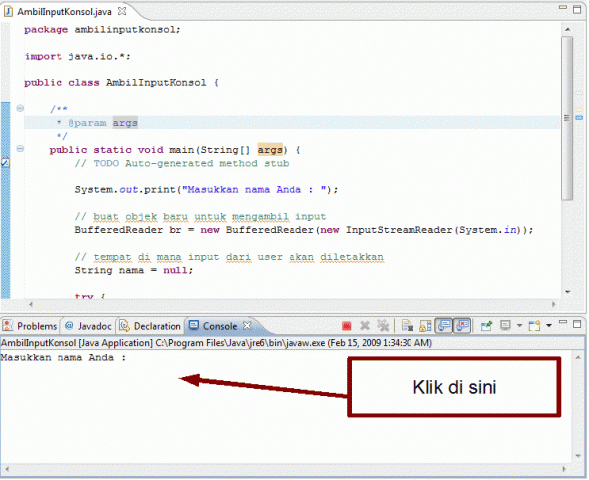 AmbilInputKonsol.java
package ambilinputkonsol;
import java.io.*;
public class AmbilInputKonsol {
/**
* @param args
*/
public static void main(String[] args) {
// TODO Auto-generated method stub
System.out.print("Masukkan nama Anda : ");
// buat objek baru untuk mengambil input
BufferedReader br = new BufferedReader(new InputStreamReader(System.in));
// tempat di mana input dari user akan diletakkan
String nama = null;
try {
Problems @ Javadoc Declaration Console
AmbilInputKonsol [Java Application] C:\Program Files\Java\jre6\bin\javaw.exe (Feb 15, 2009 1:34:30 AM)
Masukkan nama Anda :
Klik di sini